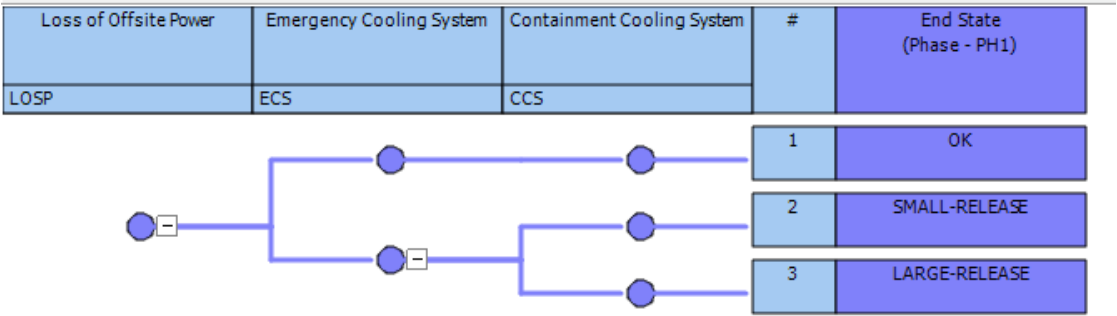 Loss of Offsite Power
Emergency Cooling System
Containment Cooling System
#
End State
(Phase - PH1)
LOSP
ECS
CCS
1
OK
2
SMALL-RELEASE
3
LARGE-RELEASE